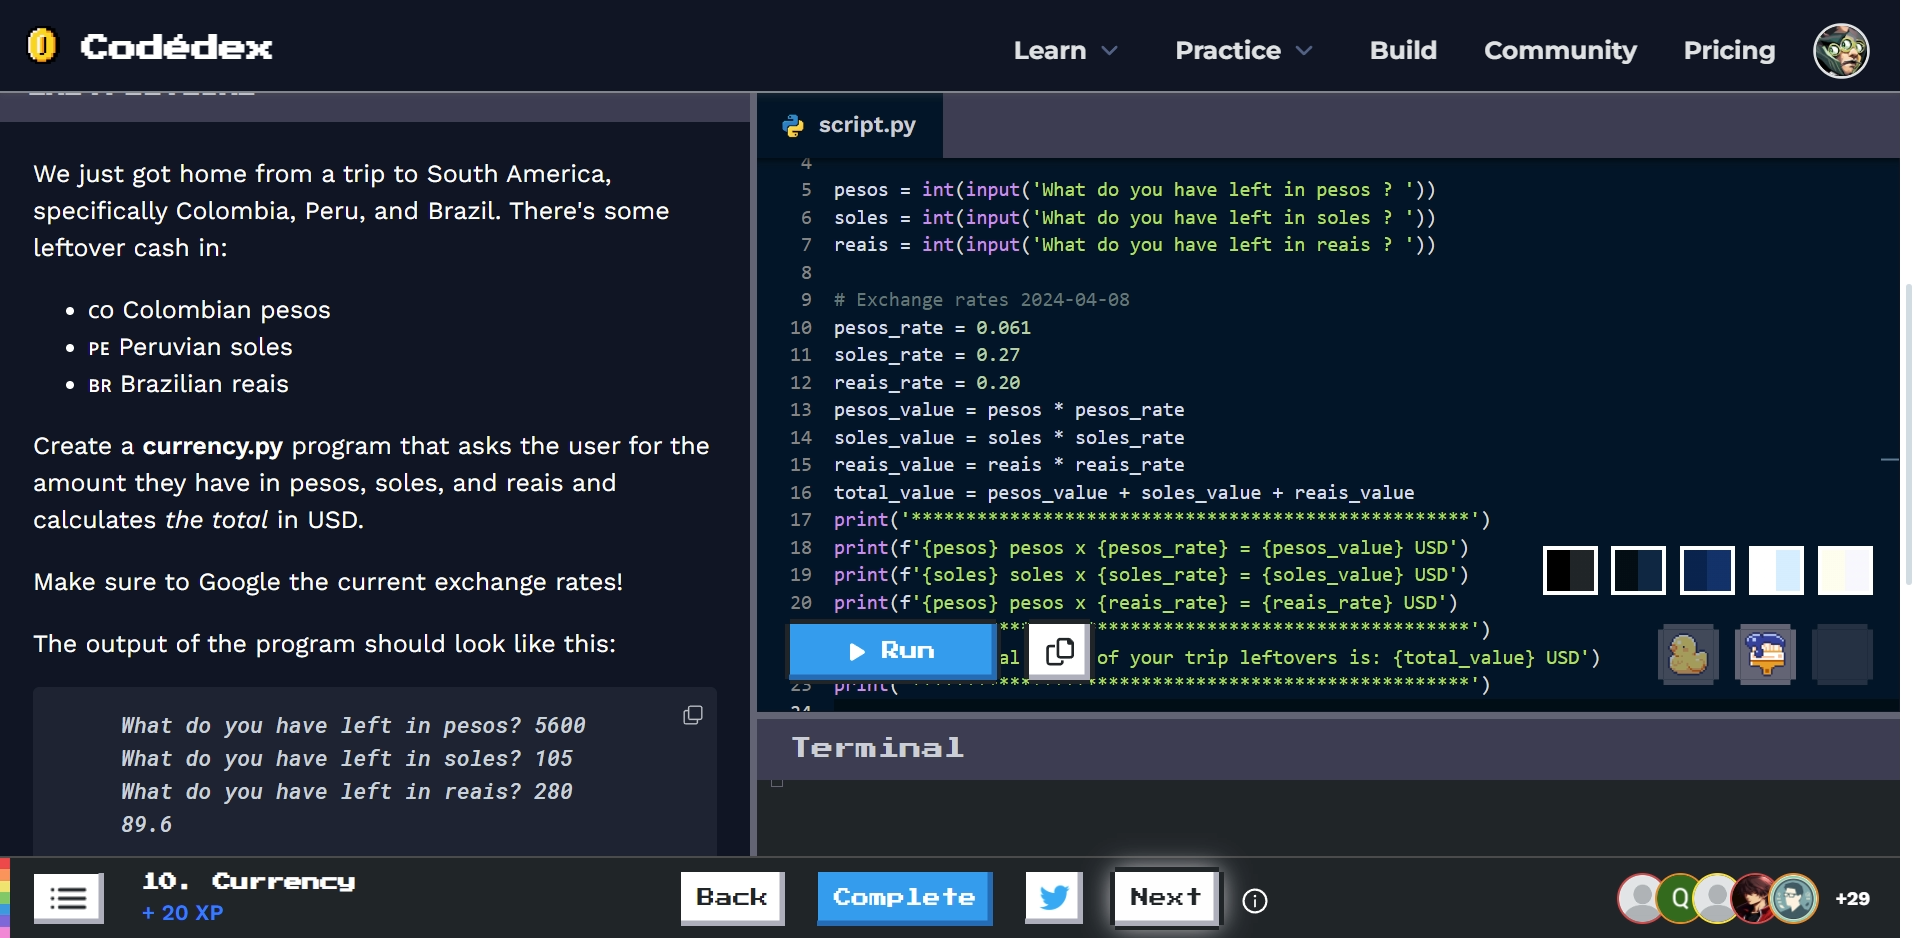 Codédex
Learn
Practice
Build
Community
Pricing
We just got home from a trip to South America,
specifically Colombia, Peru, and Brazil. There's some
leftover cash in:
• CO Colombian pesos
• PE Peruvian soles
• BR Brazilian reais
Create a currency.py program that asks the user for the
amount they have in pesos, soles, and reais and
calculates the total in USD.
Make sure to Google the current exchange rates!
The output of the program should look like this:
What do you have left in pesos? 5600
What do you have left in soles? 105
What do you have left in reais? 280
89.6
script.py
4
5 pesos = int(input('What do you have left in pesos ? '))
6 soles = int(input('What do you have left in soles ? '))
7 reais = int(input('What do you have left in reais ? '))
8
9 # Exchange rates 2024-04-08
10 pesos_rate = 0.061
11 soles_rate = 0.27
12 reais_rate = 0.20
13 pesos_value = pesos * pesos_rate
14 soles_value = soles * soles_rate
15 reais_value = reais * reais_rate
16 total_value = pesos_value + soles_value + reais_value
17 print('***************************************************')
18 print(f'{pesos} pesos x {pesos_rate} = {pesos_value} USD')
19 print(f'{soles} soles x {soles_rate} = {soles_value} USD')
20 print(f'{pesos} pesos x {reais_rate} = {reais_rate} USD')
**************************************')
al of your trip leftovers is: {total_value} USD')
23 print('***************************************************')
24
Run
Terminal
10. Currency
+ 20 XP
Back
Complete
Next
Q
+29